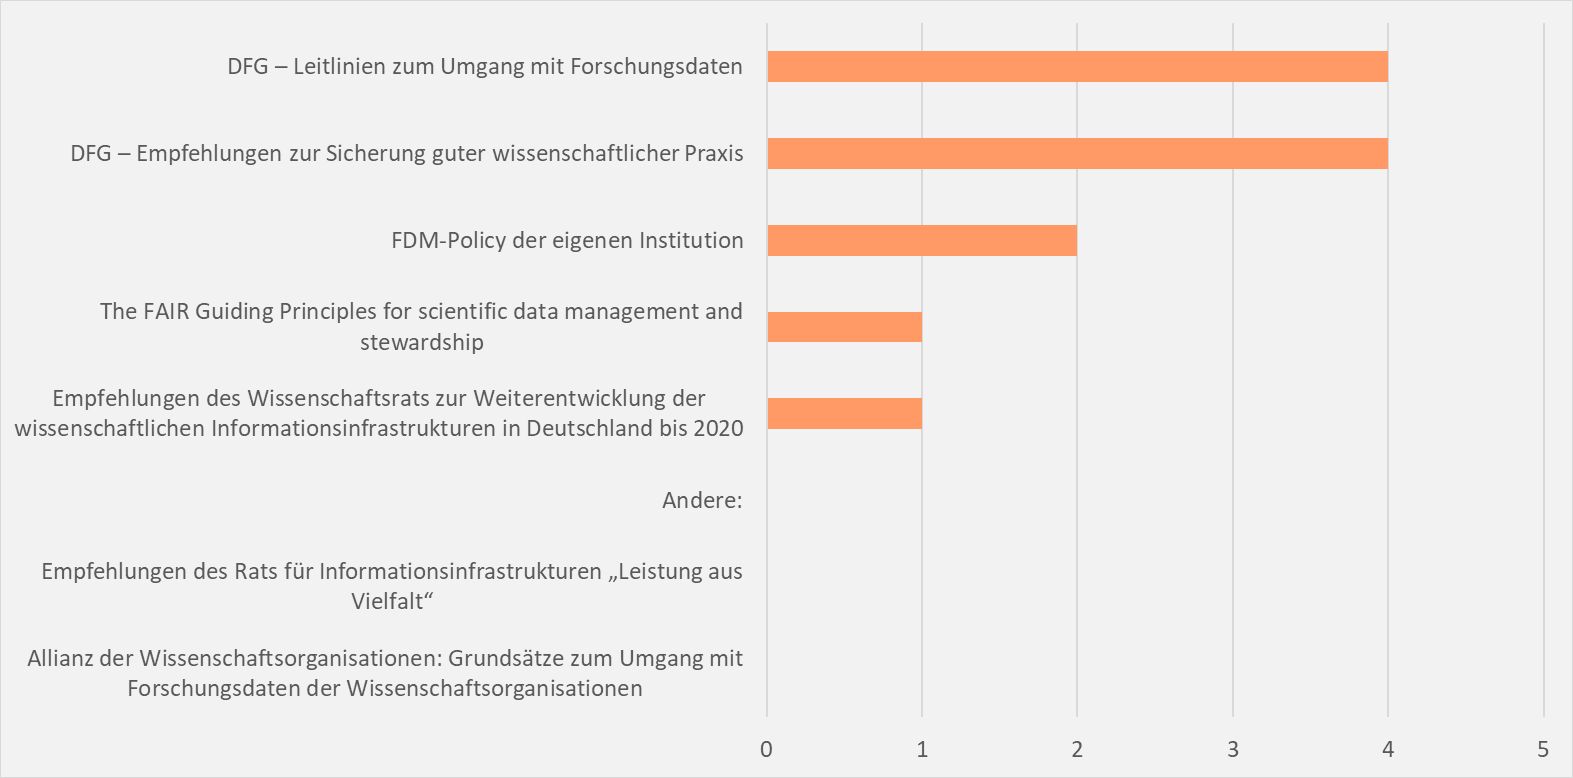 DFG – Leitlinien zum Umgang mit Forschungsdaten
DFG – Empfehlungen zur Sicherung guter wissenschaftlicher Praxis
FDM-Policy der eigenen Institution
The FAIR Guiding Principles for scientific data management and
stewardship
Empfehlungen des Wissenschaftsrats zur Weiterentwicklung der
wissenschaftlichen Informationsinfrastrukturen in Deutschland bis 2020
Andere:
Empfehlungen des Rats für Informationsinfrastrukturen „Leistung aus
Vielfalt“
Allianz der Wissenschaftsorganisationen: Grundsätze zum Umgang mit
Forschungsdaten der Wissenschaftsorganisationen
0 1 2 3 4 5